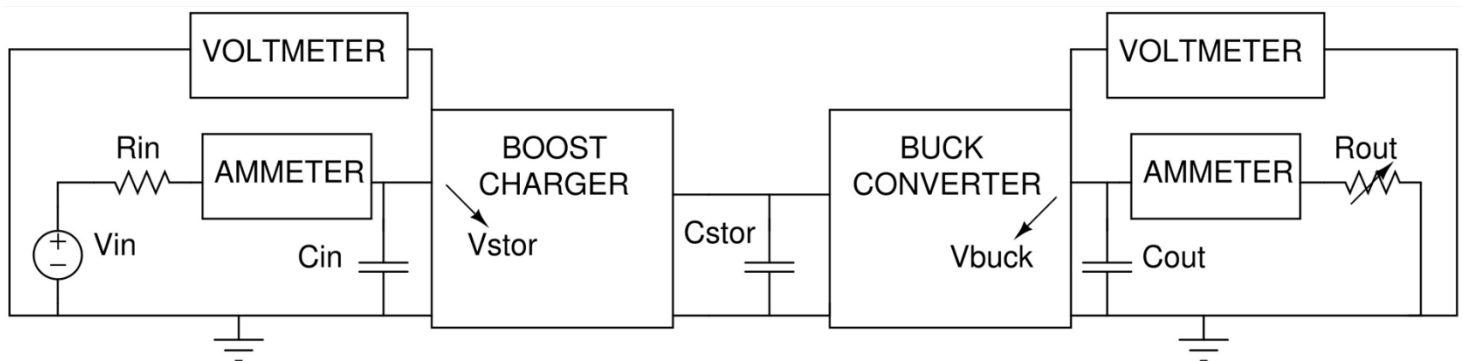 VOLTMETER
VOLTMETER
Rin
AMMETER
BOOST
CHARGER
BUCK
CONVERTER
AMMETER
Rout
+
−
Vin
Cin
Vstor
Cstor
Vbuck
Cout